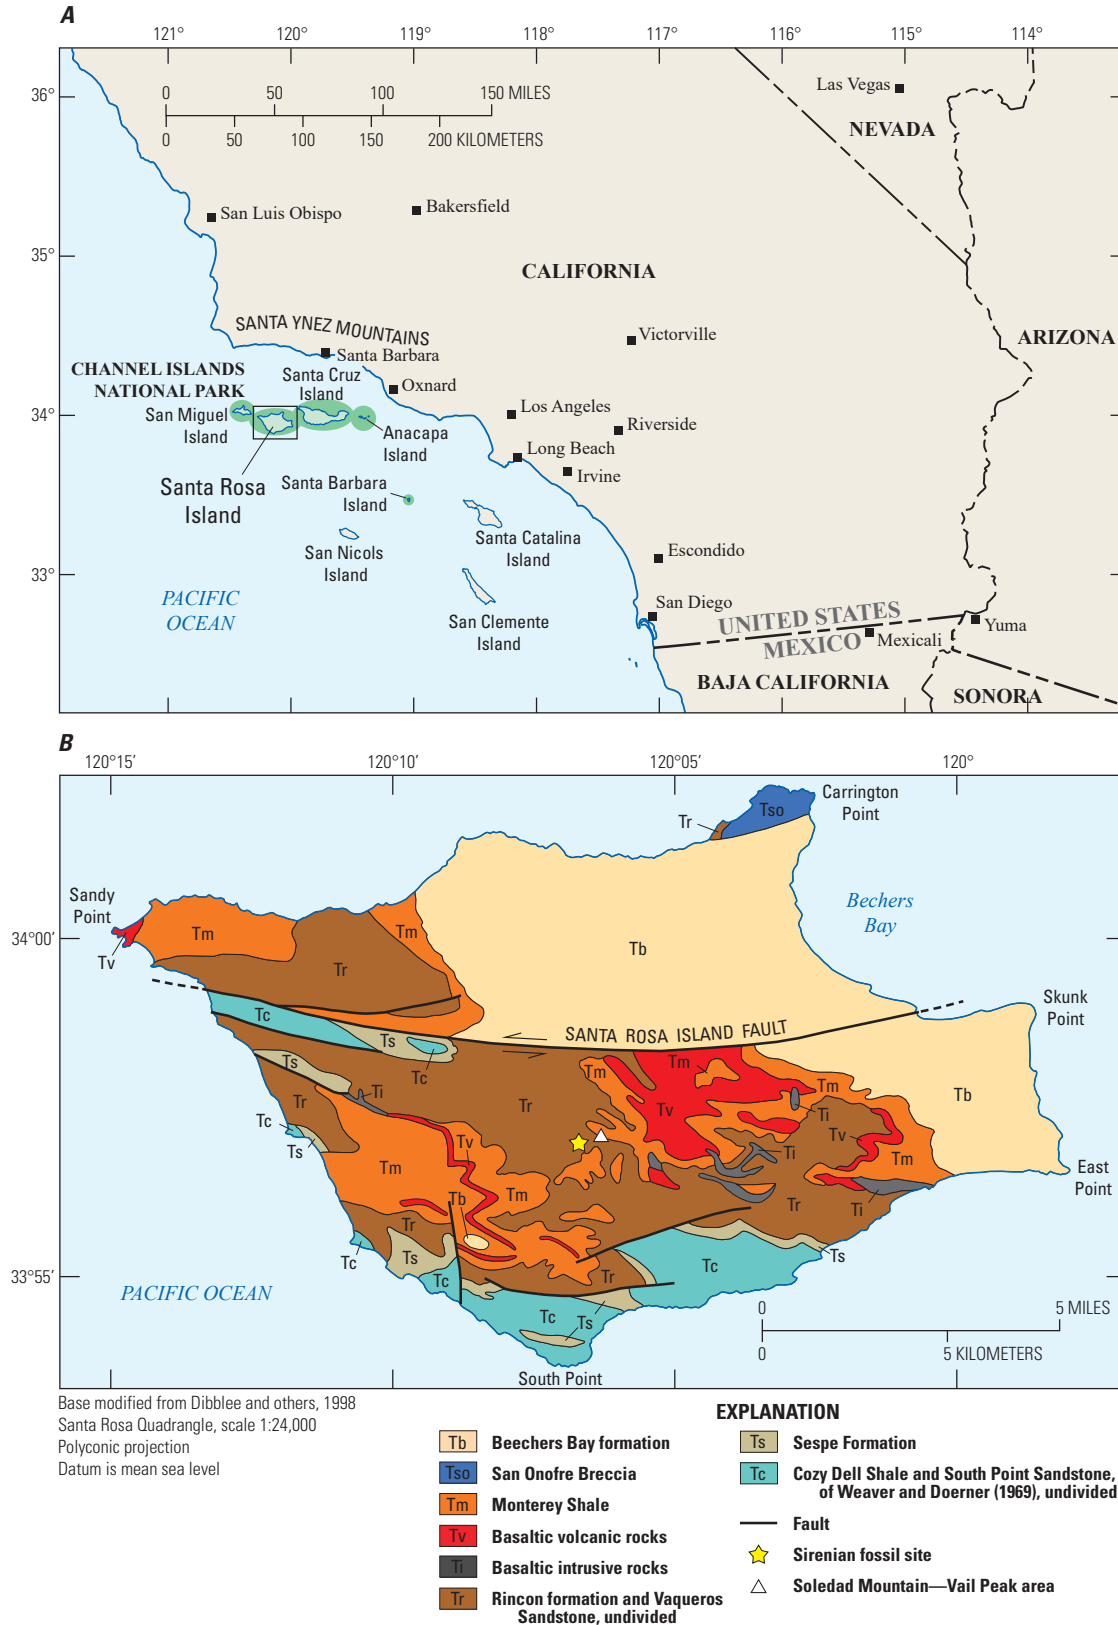 A
121° 120° 119° 118° 117° 116° 115° 114°
36°
35°
34°
33°
0 50 100 150 MILES
0 50 100 150 200 KILOMETERS
Las Vegas
NEVADA
San Luis Obispo
Bakersfield
CALIFORNIA
ARIZONA
SANTA YNEZ MOUNTAINS
Victorville
Santa Barbara
CHANNEL ISLANDS
NATIONAL PARK
Santa Cruz
Island
Oxnard
San Miguel
Island
Los Angeles
Anacapa
Island
Riverside
Long Beach
Irvine
Santa Rosa
Island
Santa Barbara
Island
San Nicols
Island
Santa Catalina
Island
Escondido
PACIFIC
OCEAN
San Clemente
Island
San Diego
UNITED STATES
MEXICO
Mexicali
Yuma
BAJA CALIFORNIA
SONORA
B
120°15′ 120°10′ 120°05′ 120°
34°00′
33°55′
Carrington
Point
Tso
Tr
Sandy
Point
Bechers
Bay
Tm
Tm
Tb
Tv
Tr
Skunk
Point
Tc
SANTA ROSA ISLAND FAULT
Ts
Tc
Ts
Tm
Tm
Tm
Ti
Tr
Tr
Tv
Ti
Tb
Tc
Ts
Tv
Tv
Ti
Tm
Tm
Tm
East
Point
Tb
Tr
Ti
Tr
Tc
Ts
Ts
Tc
Tc
Tr
Tc
Ts
PACIFIC OCEAN
South Point
0 5 MILES
0 5 KILOMETERS
Base modified from Dibblee and others, 1998
Santa Rosa Quadrangle, scale 1:24,000
Polyconic projection
Datum is mean sea level
EXPLANATION
Tb Beechers Bay formation
Tso San Onofre Breccia
Tm Monterey Shale
Tv Basaltic volcanic rocks
Ti Basaltic intrusive rocks
Tr Rincon formation and Vaqueros
Sandstone, undivided
Ts Sespe Formation
Tc Cozy Dell Shale and South Point Sandstone,
of Weaver and Doerner (1969), undivided
Fault
Sirenian fossil site
Soledad Mountain—Vail Peak area